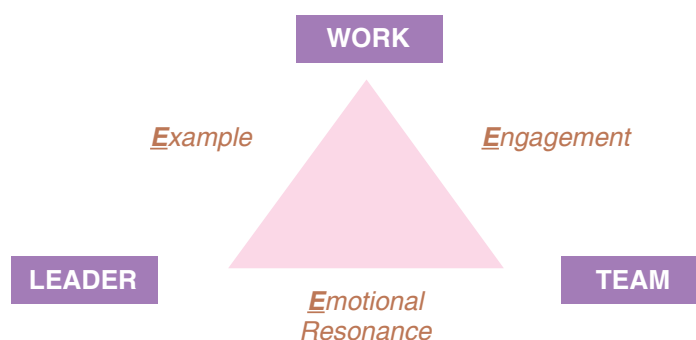 WORK
Example
Engagement
LEADER
TEAM
Emotional
Resonance